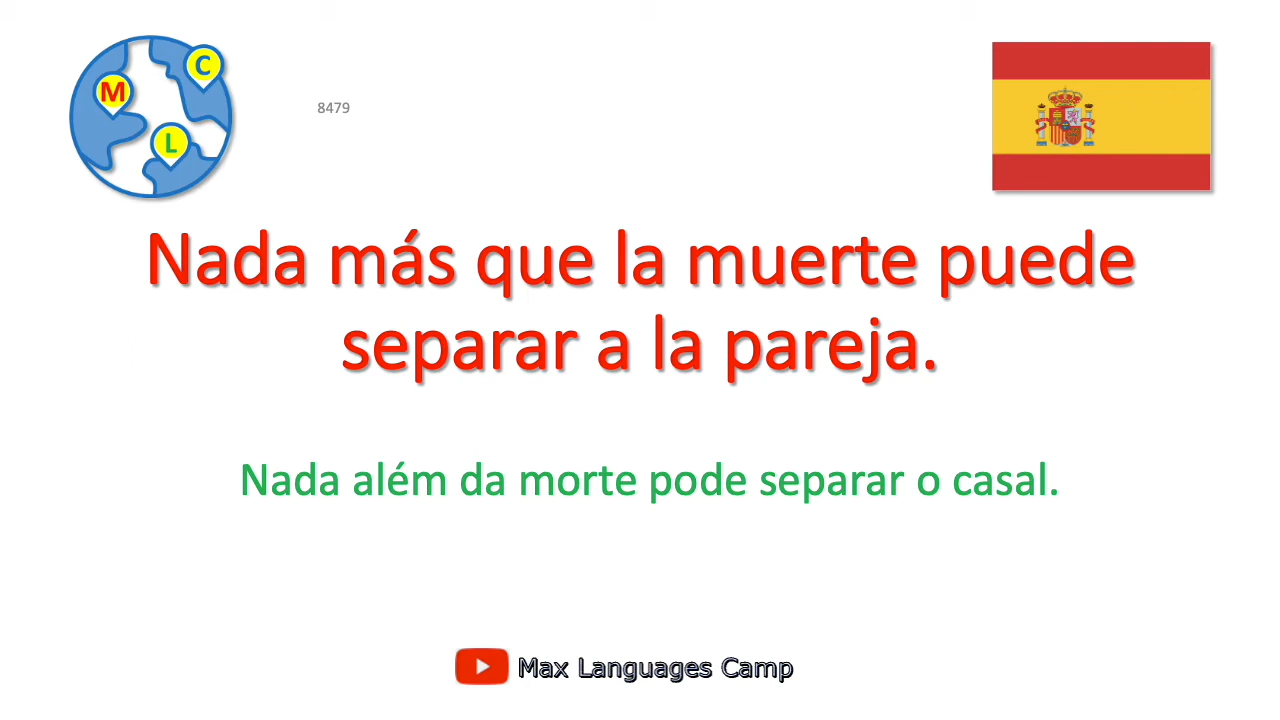 M
C
L
8479
Nada más que la muerte puede
separar a la pareja.
Nada além da morte pode separar o casal.
Max Languages Camp